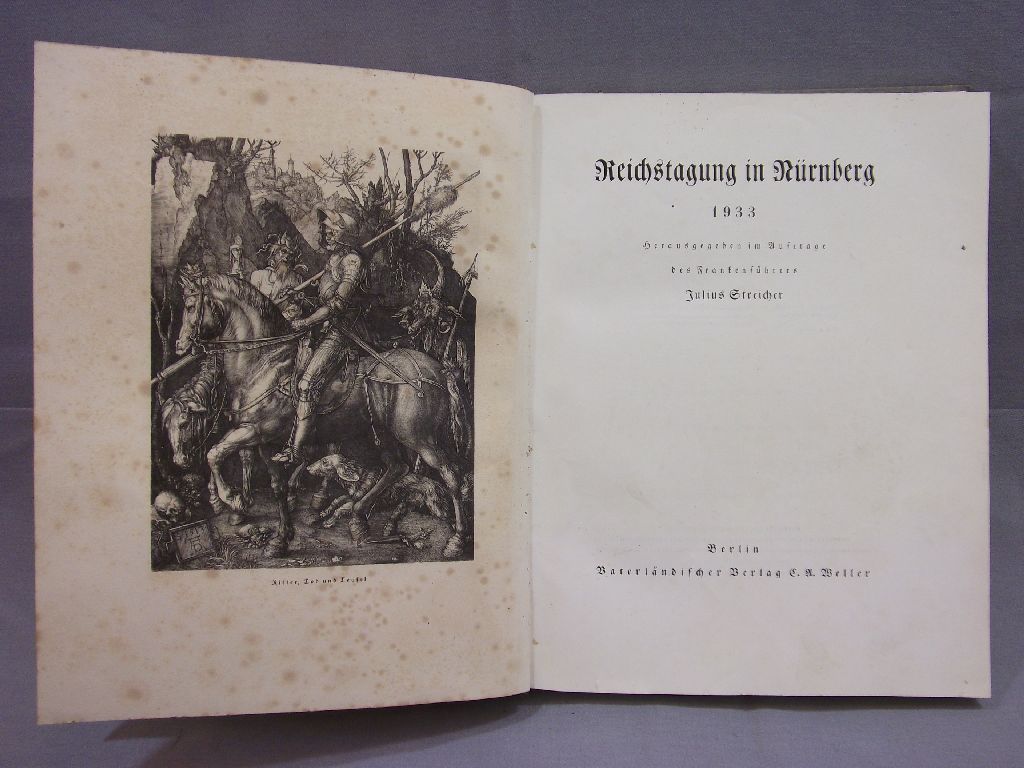 Ritter, Tod und Teufel
Reichstagung in Nürnberg
1933
Herausgegeben im Auftrage
des Frankenführers
Julius Streicher
Berlin
Vaterländischer Verlag C. A. Weller